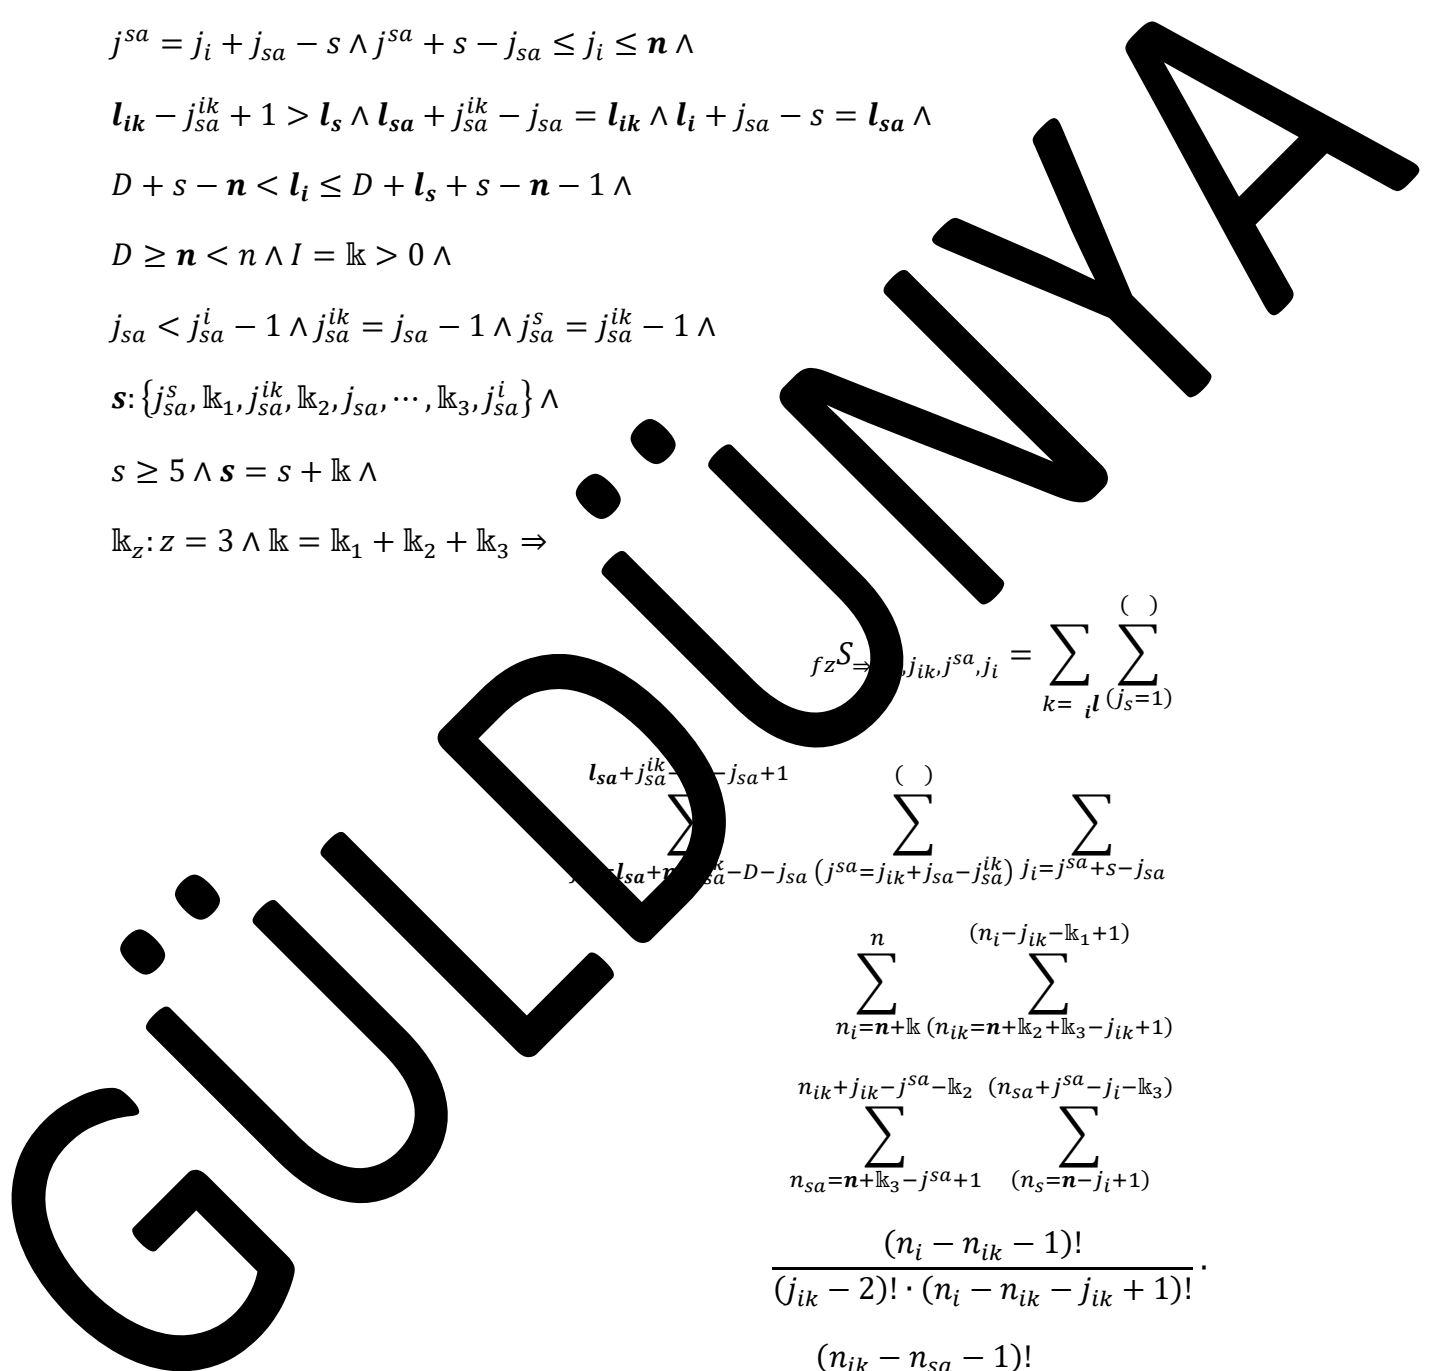 j^{sa} = j_i + j_{sa} − s ∧ j^{sa} + s − j_{sa} ≤ j_i ≤ 𝒏 ∧
𝒍_{𝒊𝒌} − j_{sa}^{ik} + 1 > 𝒍_𝒔 ∧ 𝒍_{𝒔𝒂} + j_{sa}^{ik} − j_{sa} = 𝒍_{𝒊𝒌} ∧ 𝒍_𝒊 + j_{sa} − s = 𝒍_{𝒔𝒂} ∧
D + s − 𝒏 < 𝒍_𝒊 ≤ D + 𝒍_𝒔 + s − 𝒏 − 1 ∧
D ≥ 𝒏 < n ∧ I = 𝕜 > 0 ∧
j_{sa} < j_{sa}^i − 1 ∧ j_{sa}^{ik} = j_{sa} − 1 ∧ j_{sa}^s = j_{sa}^{ik} − 1 ∧
𝒔: {j_{sa}^s, 𝕜_1, j_{sa}^{ik}, 𝕜_2, j_{sa}, ⋯, 𝕜_3, j_{sa}^i} ∧
s ≥ 5 ∧ 𝒔 = s + 𝕜 ∧
𝕜_z: z = 3 ∧ 𝕜 = 𝕜_1 + 𝕜_2 + 𝕜_3 ⇒
_{fz}S_{⇒ ,j_{ik},j^{sa},j_i} = ∑_{k= _𝒊𝒍} ∑_{(j_s=1)}^{( )}
∑_{𝒍_{𝒔𝒂}+ −D−j_{sa}}^{𝒍_{𝒔𝒂}+j_{sa}^{ik}− −j_{sa}+1} ∑_{(j^{sa}=j_{ik}+j_{sa}−j_{sa}^{ik})}^{( )} ∑_{j_i=j^{sa}+s−j_{sa}}
∑_{n_i=𝒏+𝕜}^{n} ∑_{(n_{ik}=𝒏+𝕜_2+𝕜_3−j_{ik}+1)}^{(n_i−j_{ik}−𝕜_1+1)}
∑_{n_{sa}=𝒏+𝕜_3−j^{sa}+1}^{n_{ik}+j_{ik}−j^{sa}−𝕜_2} ∑_{(n_s=𝒏−j_i+1)}^{(n_{sa}+j^{sa}−j_i−𝕜_3)}
(n_i − n_{ik} − 1)!
(j_{ik} − 2)! · (n_i − n_{ik} − j_{ik} + 1)! ·
(n_{ik} − n_{sa} − 1)!
GÜLDÜNYA